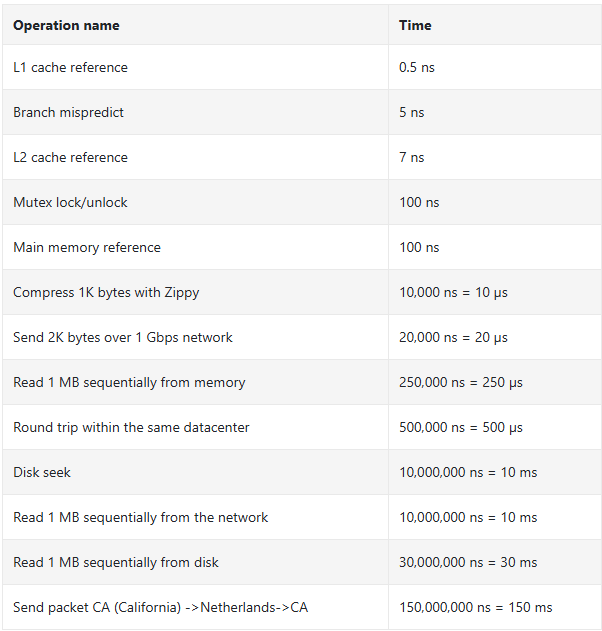 Operation name Time
L1 cache reference 0.5 ns
Branch mispredict 5 ns
L2 cache reference 7 ns
Mutex lock/unlock 100 ns
Main memory reference 100 ns
Compress 1K bytes with Zippy 10,000 ns = 10 μs
Send 2K bytes over 1 Gbps network 20,000 ns = 20 μs
Read 1 MB sequentially from memory 250,000 ns = 250 μs
Round trip within the same datacenter 500,000 ns = 500 μs
Disk seek 10,000,000 ns = 10 ms
Read 1 MB sequentially from the network 10,000,000 ns = 10 ms
Read 1 MB sequentially from disk 30,000,000 ns = 30 ms
Send packet CA (California) ->Netherlands->CA 150,000,000 ns = 150 ms